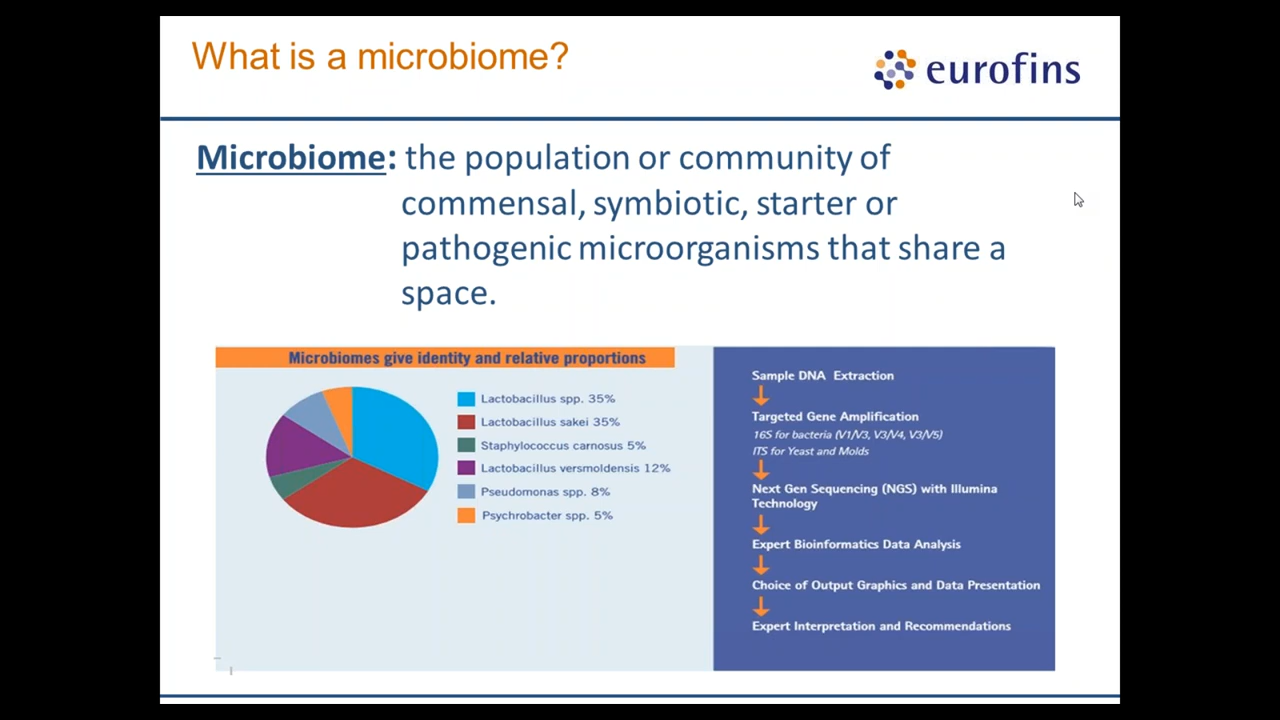 What is a microbiome?
eurofins
Microbiome: the population or community of
commensal, symbiotic, starter or
pathogenic microorganisms that share a
space.
Microbiomes give identity and relative proportions
Lactobacillus spp. 35%
Lactobacillus sakei 35%
Staphylococcus carnosus 5%
Lactobacillus versmoldensis 12%
Pseudomonas spp. 8%
Psychrobacter spp. 5%
Sample DNA Extraction
Targeted Gene Amplification
16S for bacteria (V1/V3, V3/V4, V3/V5)
ITS for Yeast and Molds
Next Gen Sequencing (NGS) with Illumina
Technology
Expert Bioinformatics Data Analysis
Choice of Output Graphics and Data Presentation
Expert Interpretation and Recommendations